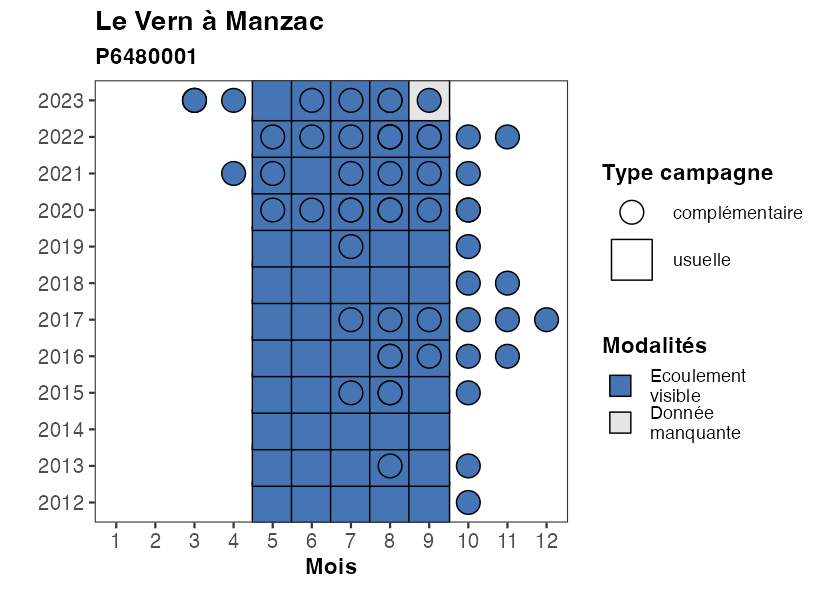 Le Vern à Manzac
P6480001
2023
2022
2021
2020
2019
2018
2017
2016
2015
2014
2013
2012
1 2 3 4 5 6 7 8 9 10 11 12
Mois
Type campagne
complémentaire
usuelle
Modalités
Ecoulement
visible
Donnée
manquante